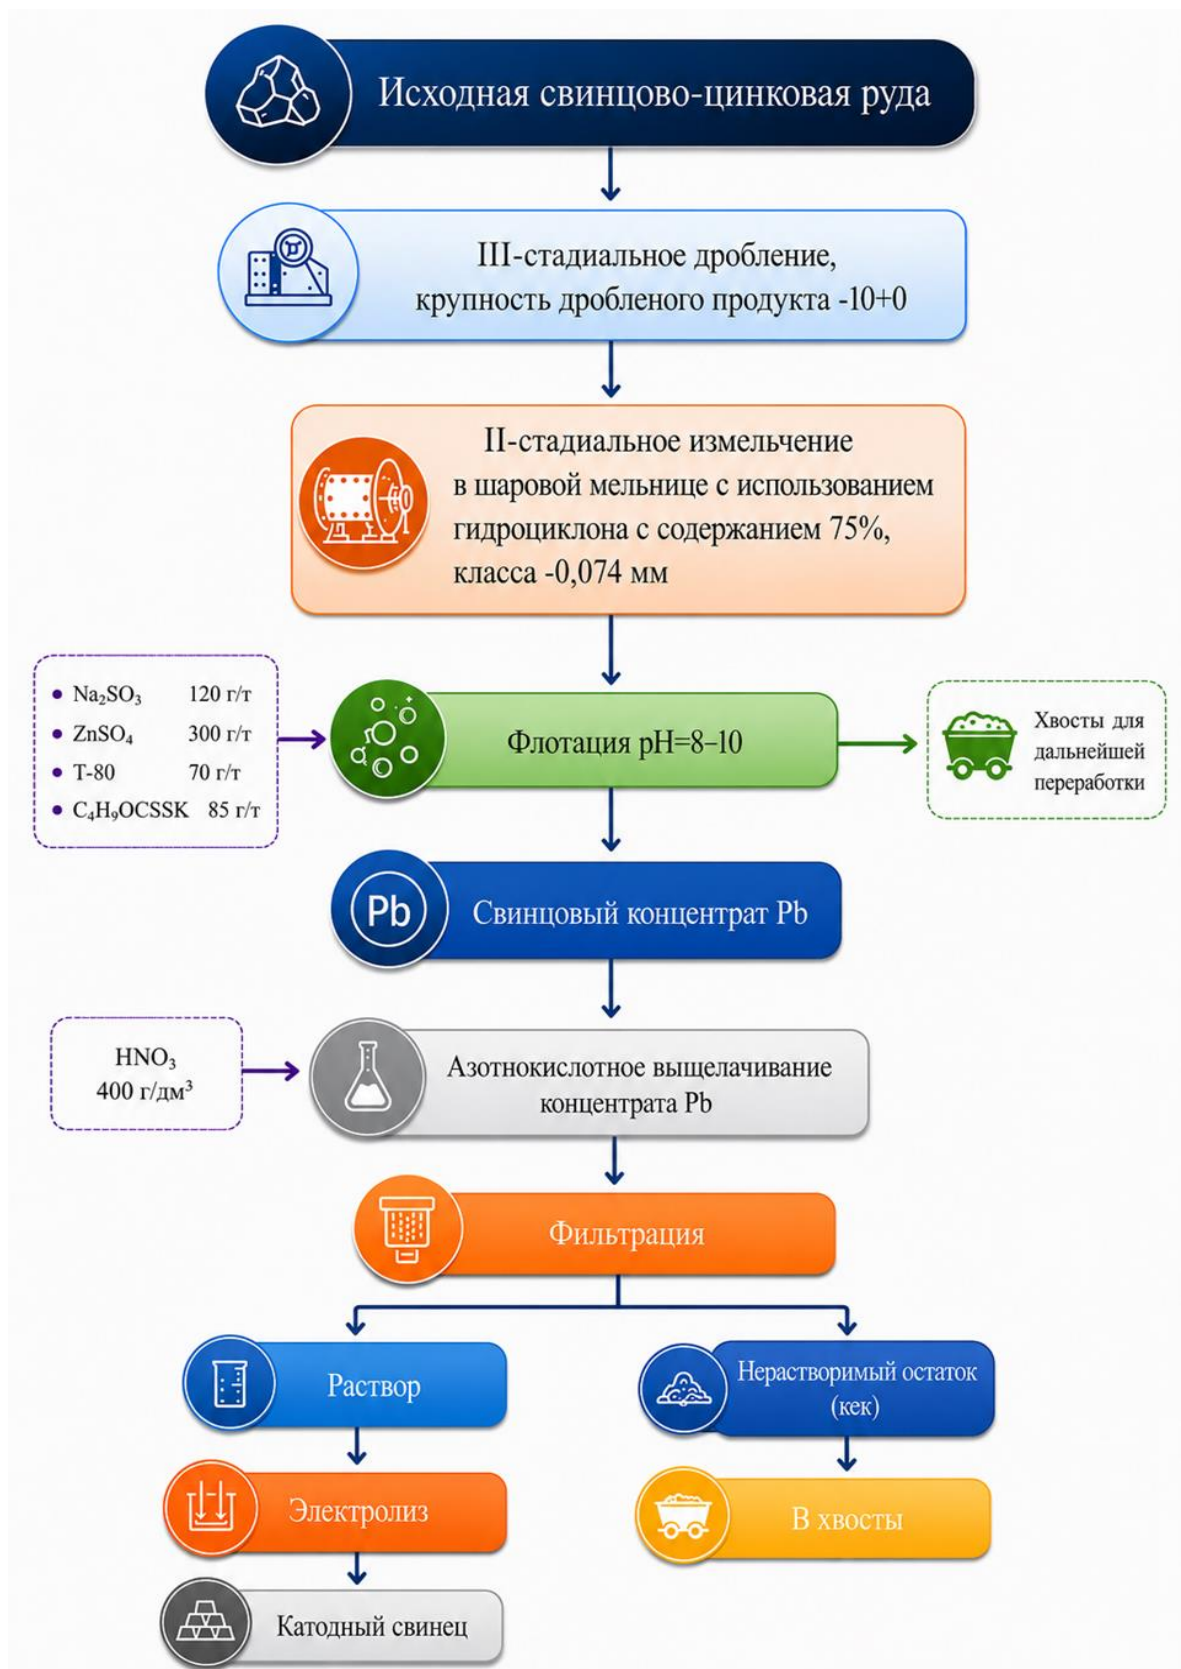 Исходная свинцово-цинковая руда
III-стадиальное дробление,
крупность дробленого продукта -10+0
II-стадиальное измельчение
в шаровой мельнице с использованием
гидроциклона с содержанием 75%,
класса -0,074 мм
• Na₂SO₃ 120 г/т
• ZnSO₄ 300 г/т
• T-80 70 г/т
• C₄H₉OCSSK 85 г/т
Флотация pH=8–10
Хвосты для
дальнейшей
переработки
Pb
Свинцовый концентрат Pb
HNO₃
400 г/дм³
Азотнокислотное выщелачивание
концентрата Pb
Фильтрация
Раствор
Нерастворимый остаток
(кек)
Электролиз
В хвосты
Катодный свинец